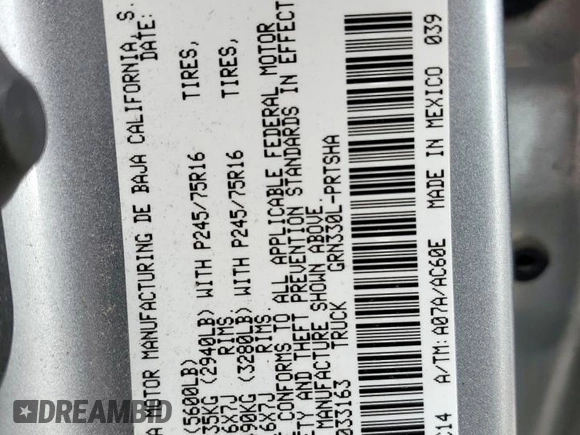 A MOTOR MANUFACTURING DE BAJA CALIFORNIA, S.
DATE:
(5600LB)
35KG (2940LB) WITH P245/75R16 TIRES,
6X7J RIMS,
90KG (3280LB) WITH P245/75R16 TIRES,
6X7J RIMS.
CONFORMS TO ALL APPLICABLE FEDERAL MOTOR
ETY AND THEFT PREVENTION STANDARDS IN EFFECT
MANUFACTURE SHOWN ABOVE.
033163 TRUCK GRN330L-PRTSHA
C14 A/TM: A07A/AC60E MADE IN MEXICO 039
AUTOBIDMASTER